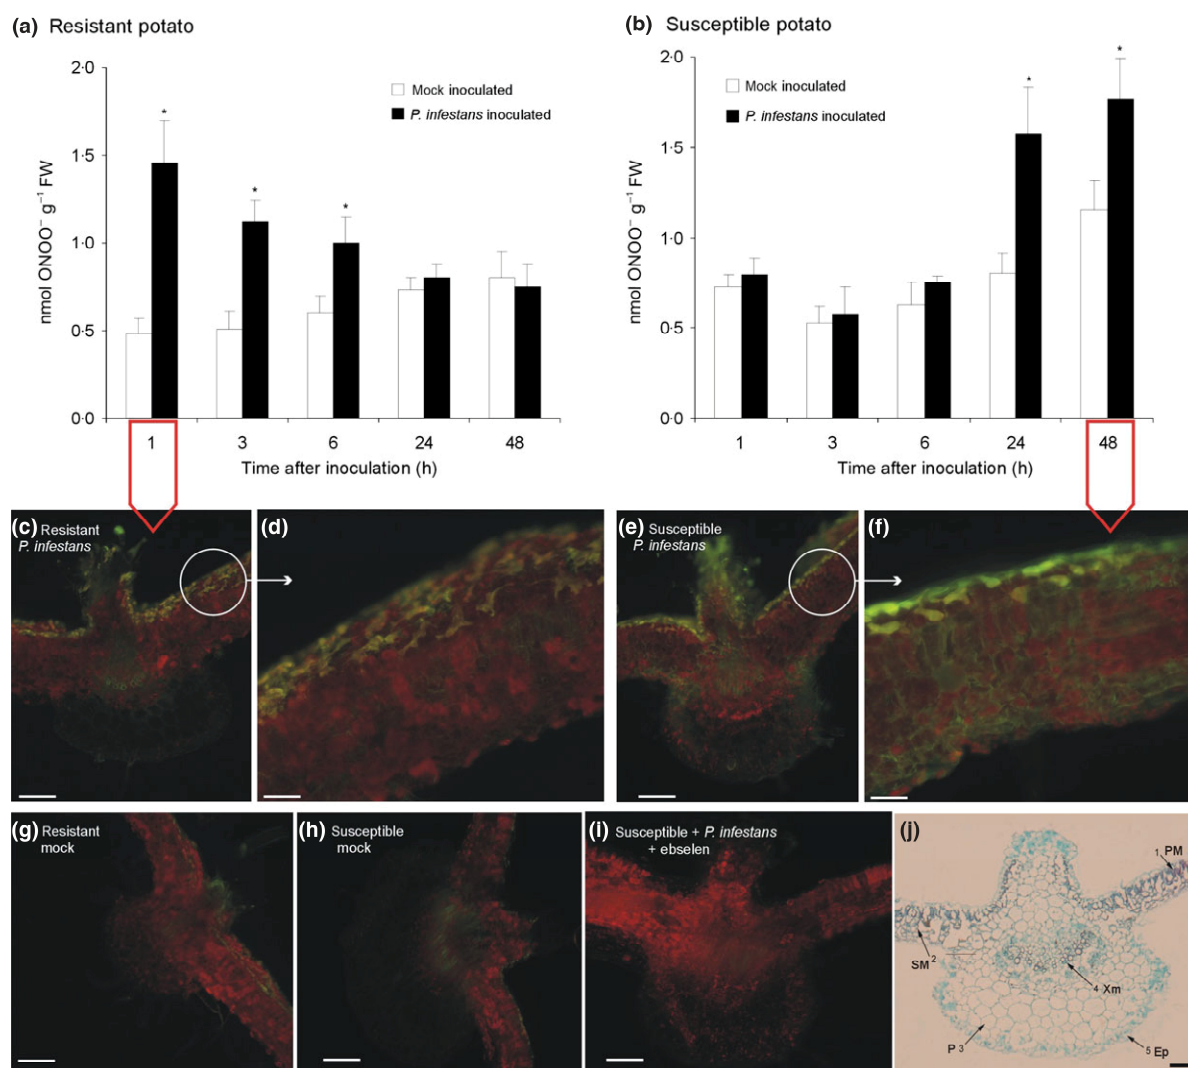 (a) Resistant potato
2·0
1·5
1·0
0·5
0·0
nmol ONOO⁻ g⁻¹ FW
Mock inoculated
P. infestans inoculated
*
*
*
1 3 6 24 48
Time after inoculation (h)
(b) Susceptible potato
2·0
1·5
1·0
0·5
0·0
nmol ONOO⁻ g⁻¹ FW
Mock inoculated
P. infestans inoculated
*
*
1 3 6 24 48
Time after inoculation (h)
(c) Resistant
P. infestans
(d)
(e) Susceptible
P. infestans
(f)
(g) Resistant
mock
(h) Susceptible
mock
(i) Susceptible + P. infestans
+ ebselen
(j)
1 PM
SM 2
4 Xm
P 3
5 Ep